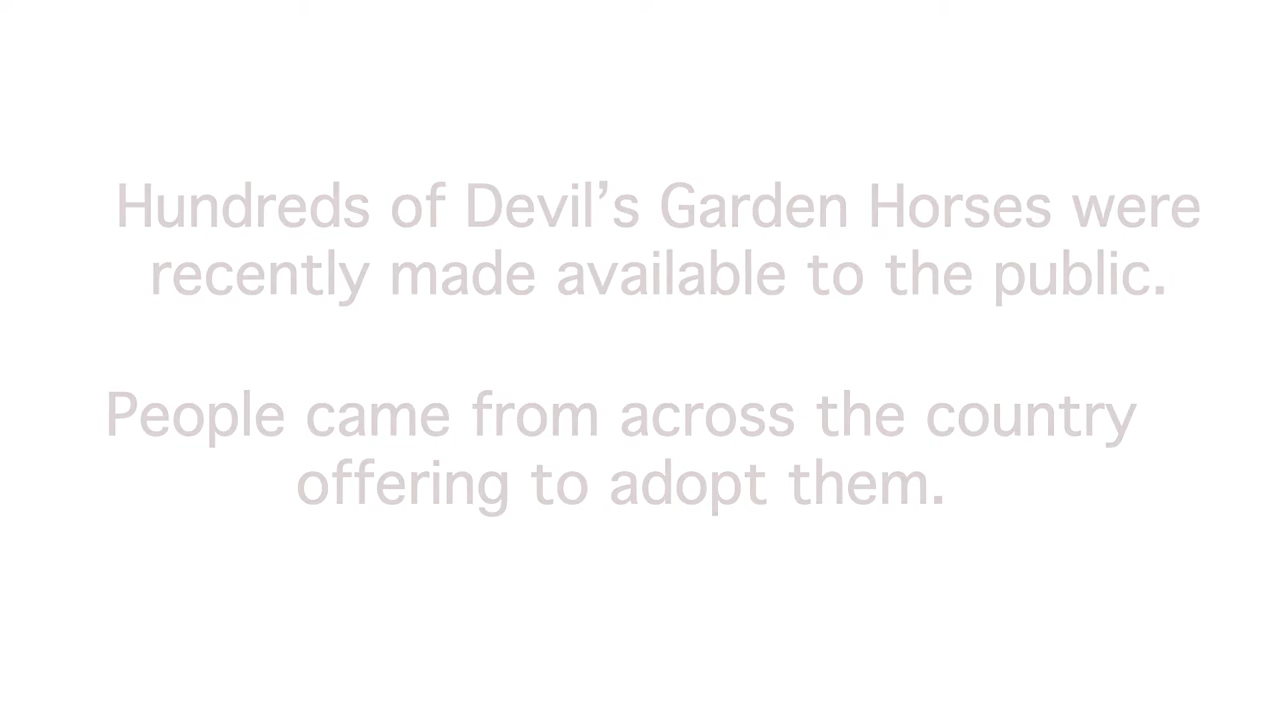 Hundreds of Devil’s Garden Horses were
recently made available to the public.
People came from across the country
offering to adopt them.